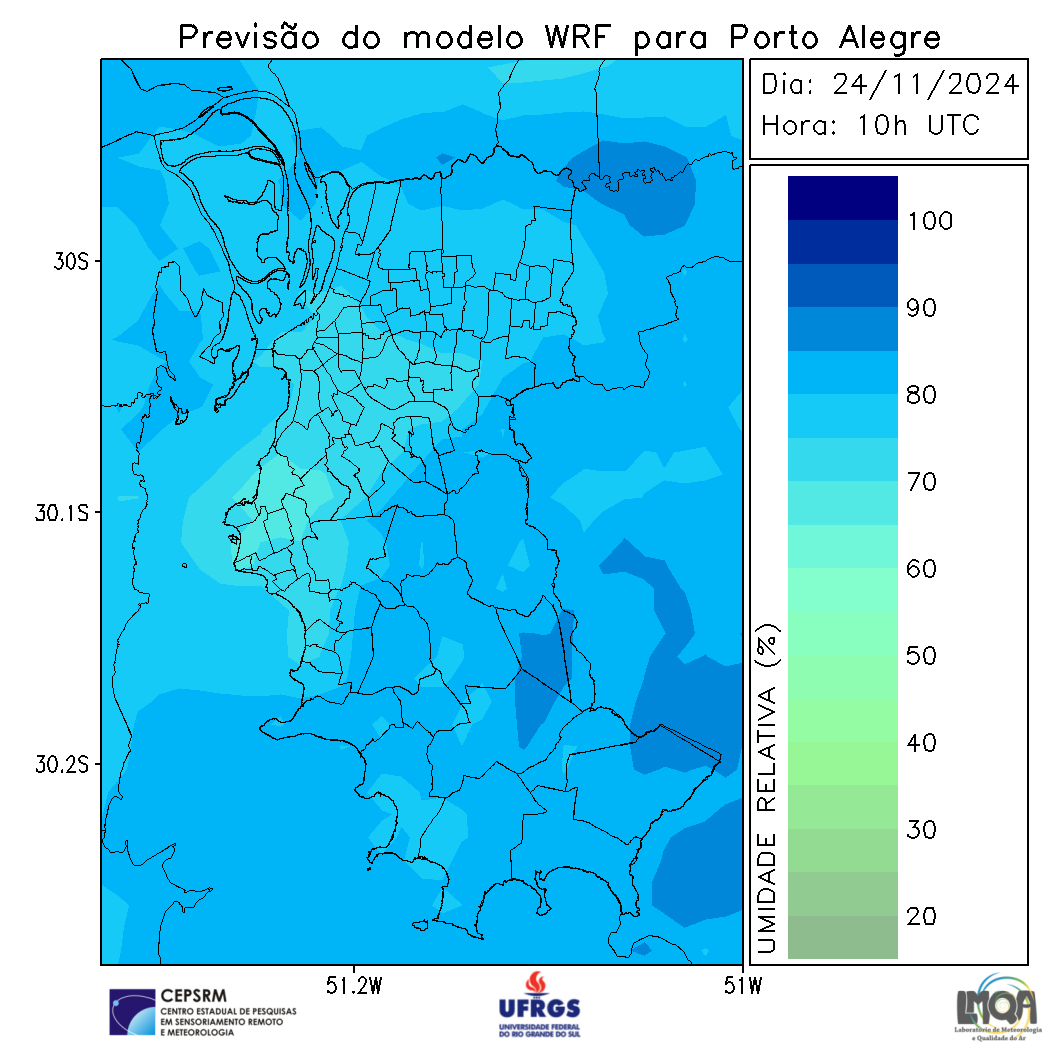 Previsão do modelo WRF para Porto Alegre
Dia: 24/11/2024
Hora: 10h UTC
30S
30.1S
30.2S
51.2W
51W
100
90
80
70
60
50
40
30
20
UMIDADE RELATIVA (%)
CEPSRM
CENTRO ESTADUAL DE PESQUISAS
EM SENSORIAMENTO REMOTO
E METEOROLOGIA
UFRGS
UNIVERSIDADE FEDERAL
DO RIO GRANDE DO SUL
LMQA
Laboratório de Meteorologia
e Qualidade do Ar